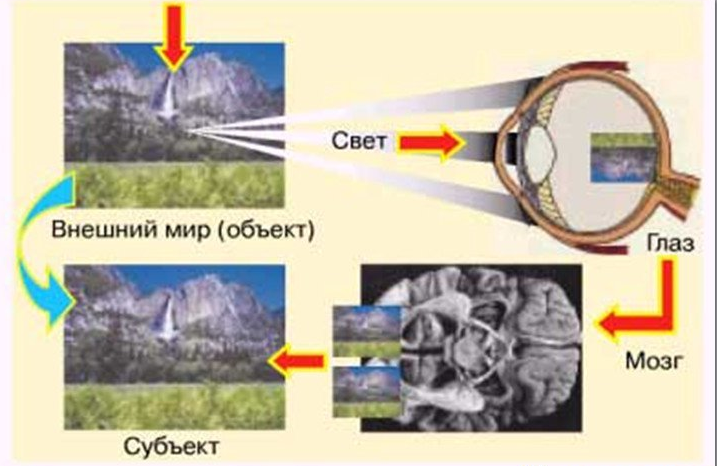 Свет
Внешний мир (объект)
Глаз
Мозг
Субъект